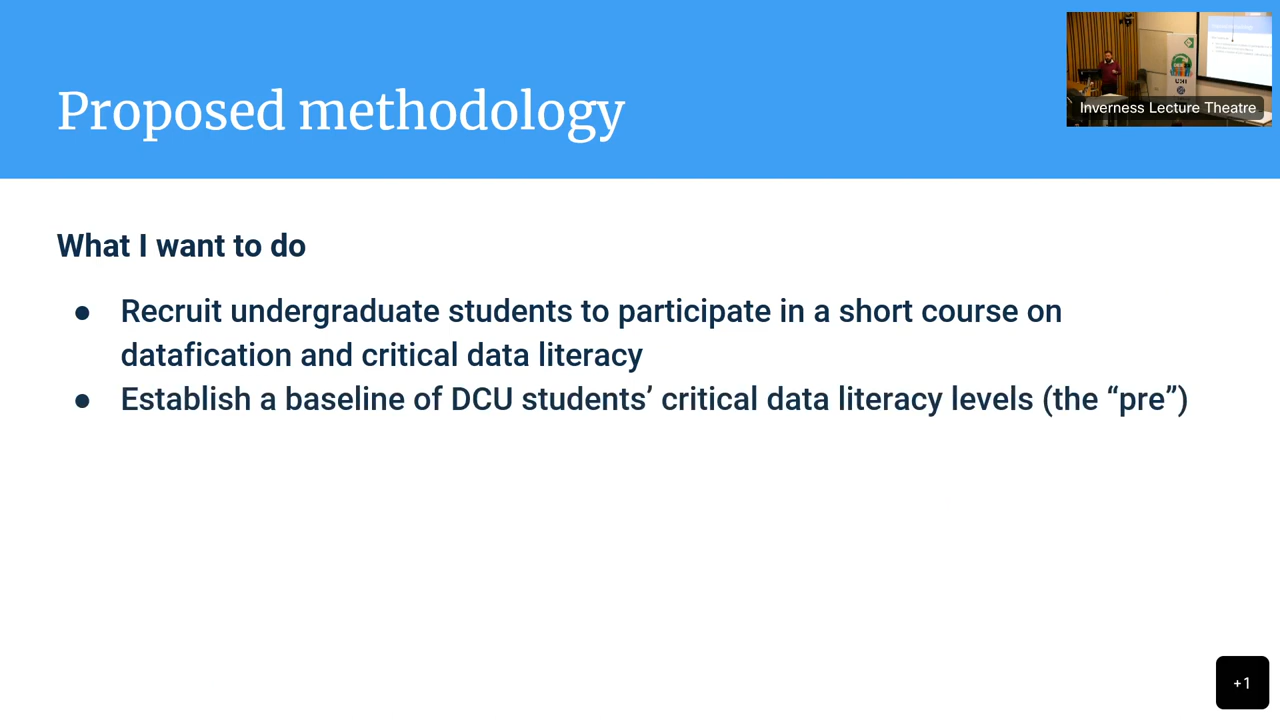 Proposed methodology
Inverness Lecture Theatre
What I want to do
● Recruit undergraduate students to participate in a short course on
datafication and critical data literacy
● Establish a baseline of DCU students’ critical data literacy levels (the “pre”)
+1